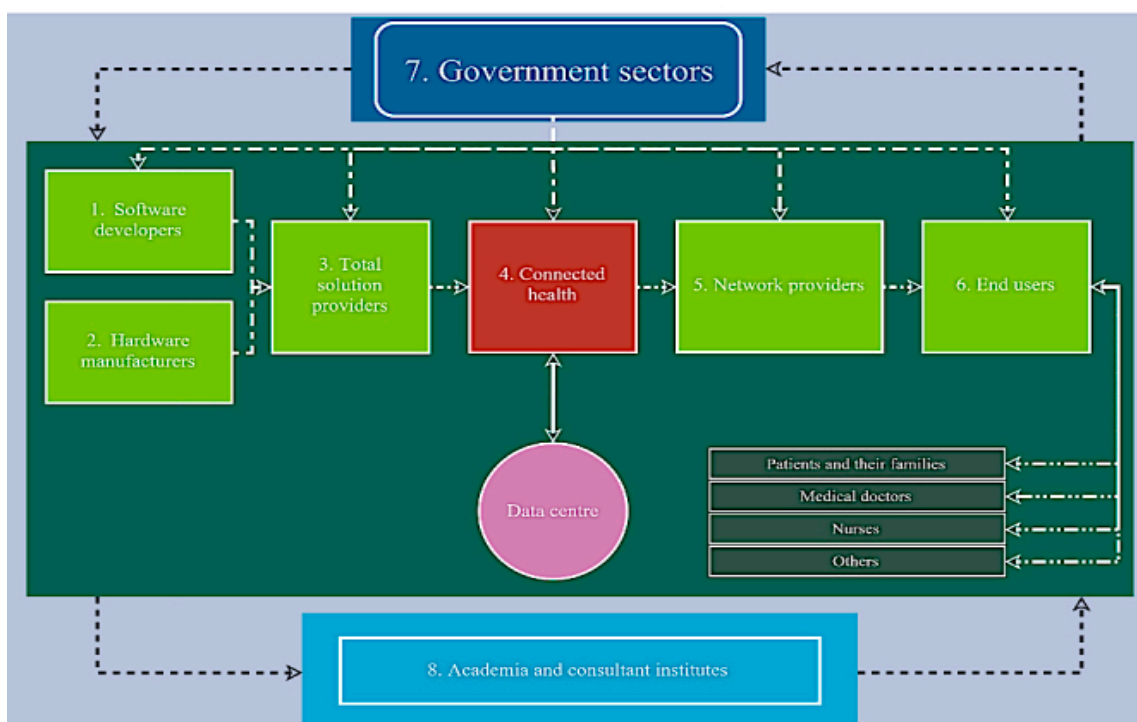 7. Government sectors
1. Software
developers
2. Hardware
manufacturers
3. Total
solution
providers
4. Connected
health
5. Network providers
6. End users
Data centre
Patients and their families
Medical doctors
Nurses
Others
8. Academia and consultant institutes